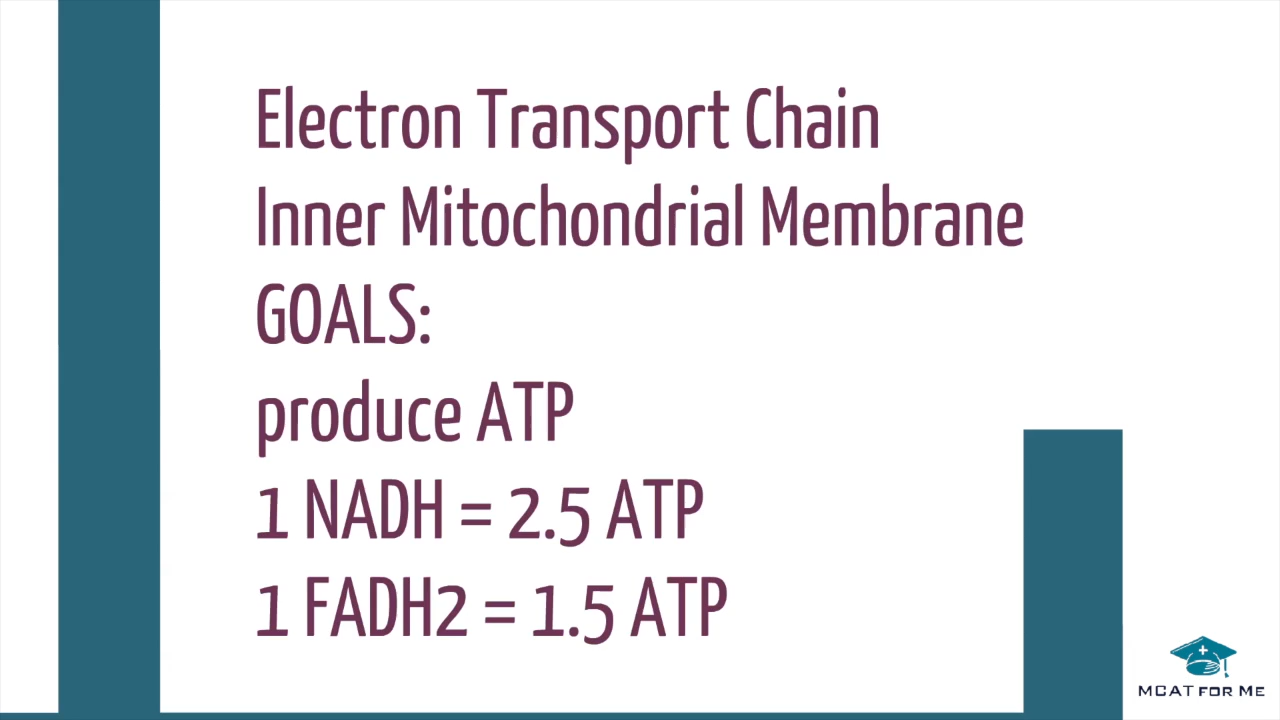 Electron Transport Chain
Inner Mitochondrial Membrane
GOALS:
produce ATP
1 NADH = 2.5 ATP
1 FADH2 = 1.5 ATP
MCAT FOR ME